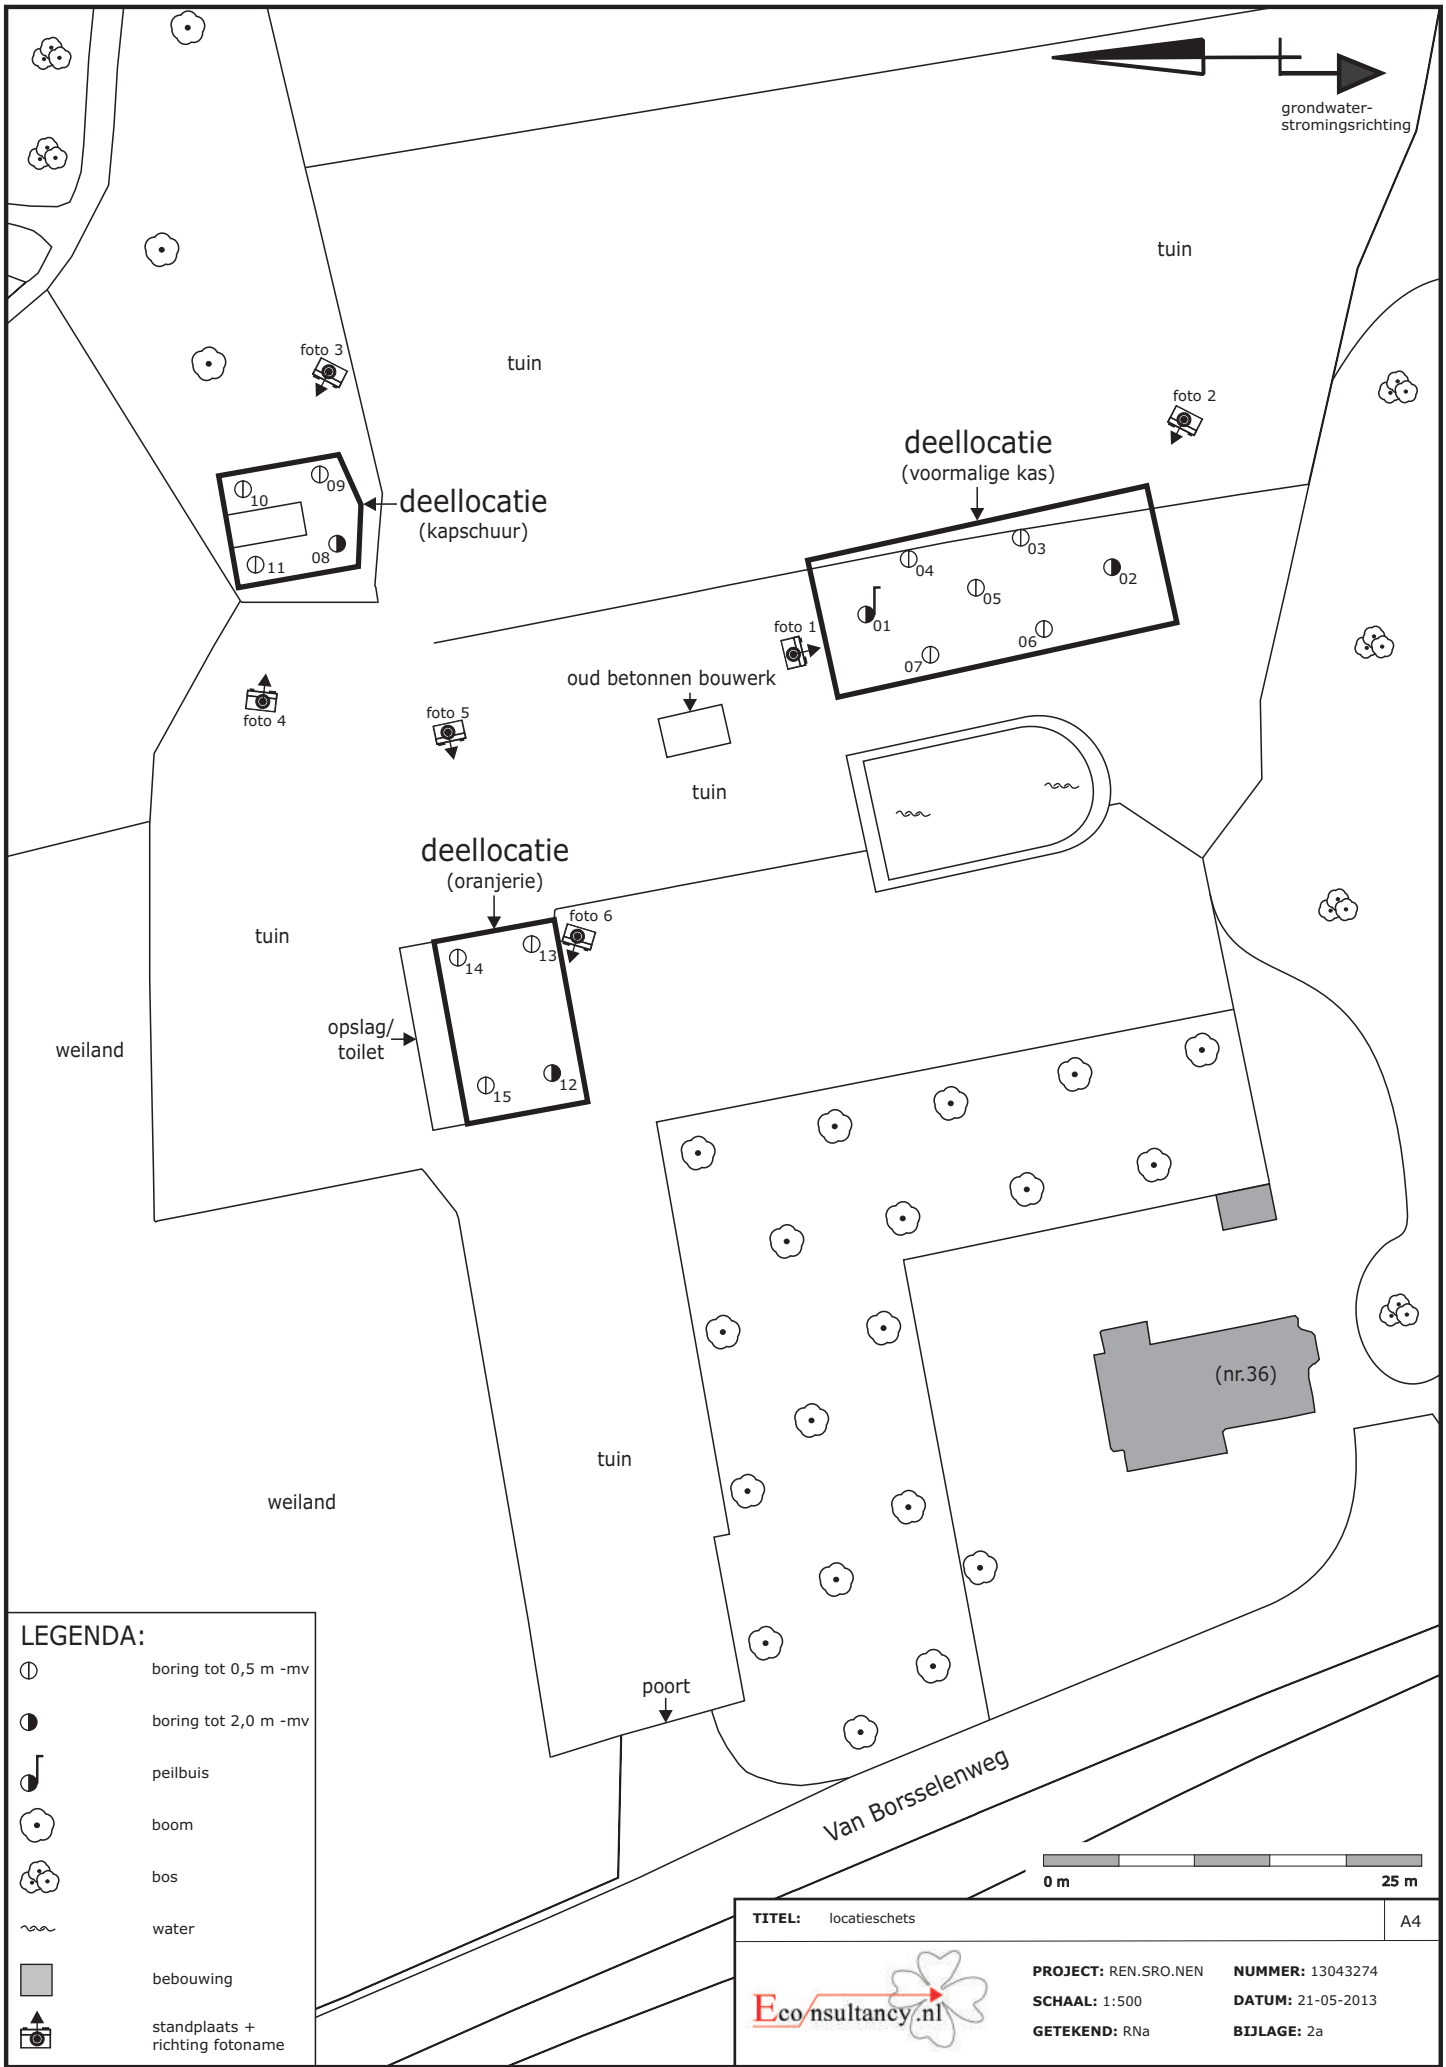 grondwater-
stromingsrichting
tuin
foto 3
tuin
foto 2
deellocatie
(voormalige kas)
10
09
08
11
deellocatie
(kapschuur)
03
04
02
05
01
06
07
foto 1
oud betonnen bouwerk
foto 4
foto 5
tuin
deellocatie
(oranjerie)
foto 6
tuin
14
13
opslag/
toilet
weiland
15
12
(nr.36)
tuin
weiland
poort
Van Borsselenweg
LEGENDA:
boring tot 0,5 m -mv
boring tot 2,0 m -mv
peilbuis
boom
bos
water
bebouwing
standplaats +
richting fotoname
0 m 25 m
TITEL: locatieschets A4
Econsultancy.nl
PROJECT: REN.SRO.NEN NUMMER: 13043274
SCHAAL: 1:500 DATUM: 21-05-2013
GETEKEND: RNa BIJLAGE: 2a